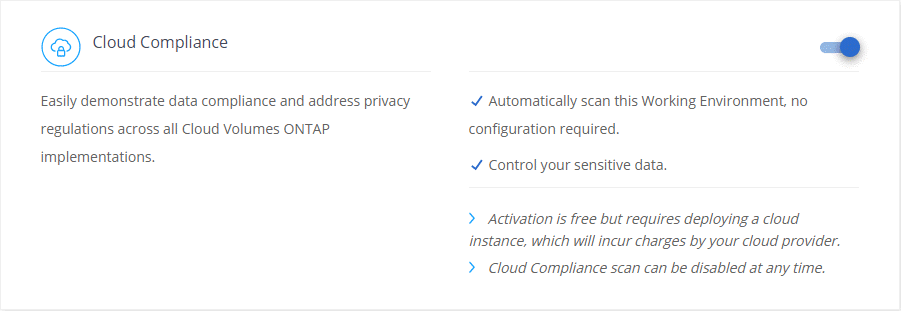 Cloud Compliance
Easily demonstrate data compliance and address privacy
regulations across all Cloud Volumes ONTAP
implementations.
Automatically scan this Working Environment, no
configuration required.
Control your sensitive data.
Activation is free but requires deploying a cloud
instance, which will incur charges by your cloud provider.
Cloud Compliance scan can be disabled at any time.